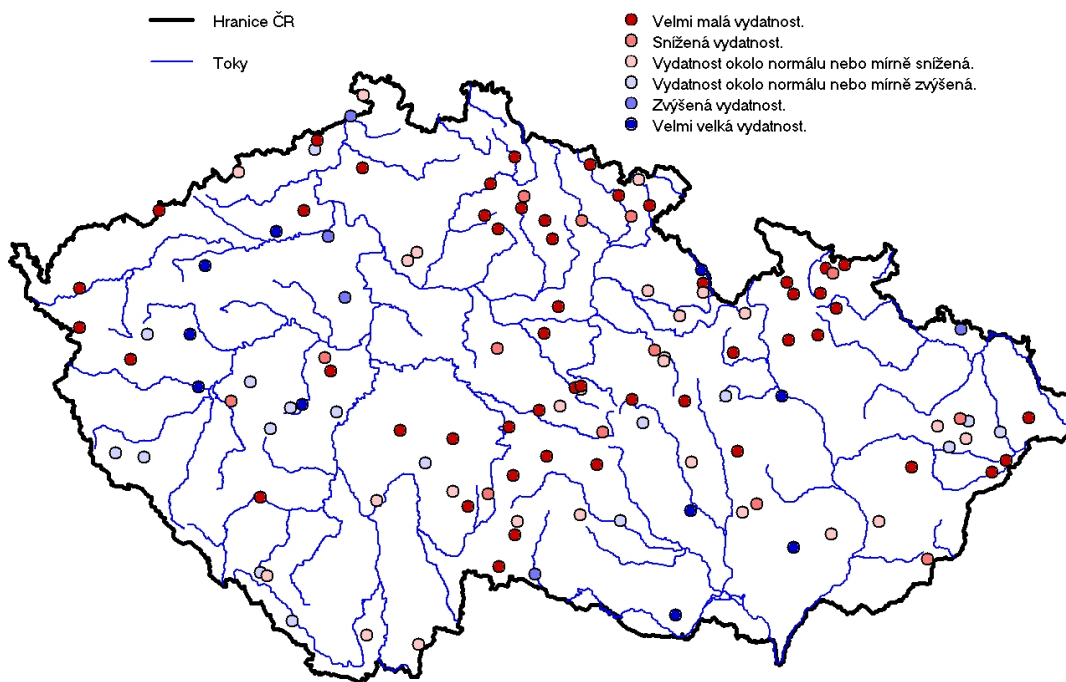 Hranice ČR
Toky
Velmi malá vydatnost.
Snížená vydatnost.
Vydatnost okolo normálu nebo mírně snížená.
Vydatnost okolo normálu nebo mírně zvýšená.
Zvýšená vydatnost.
Velmi velká vydatnost.